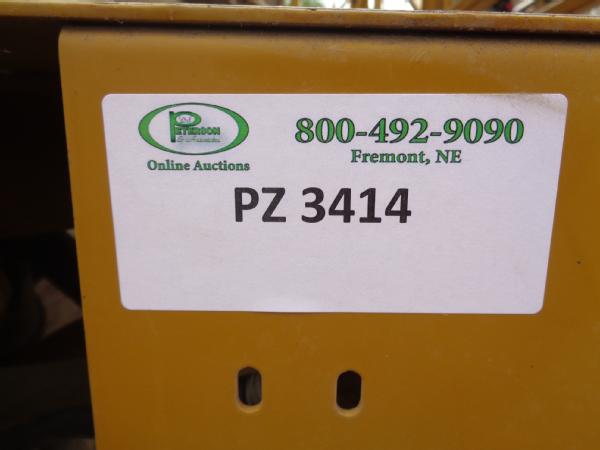 PETERSON
Online Auctions
800-492-9090
Fremont, NE
PZ 3414